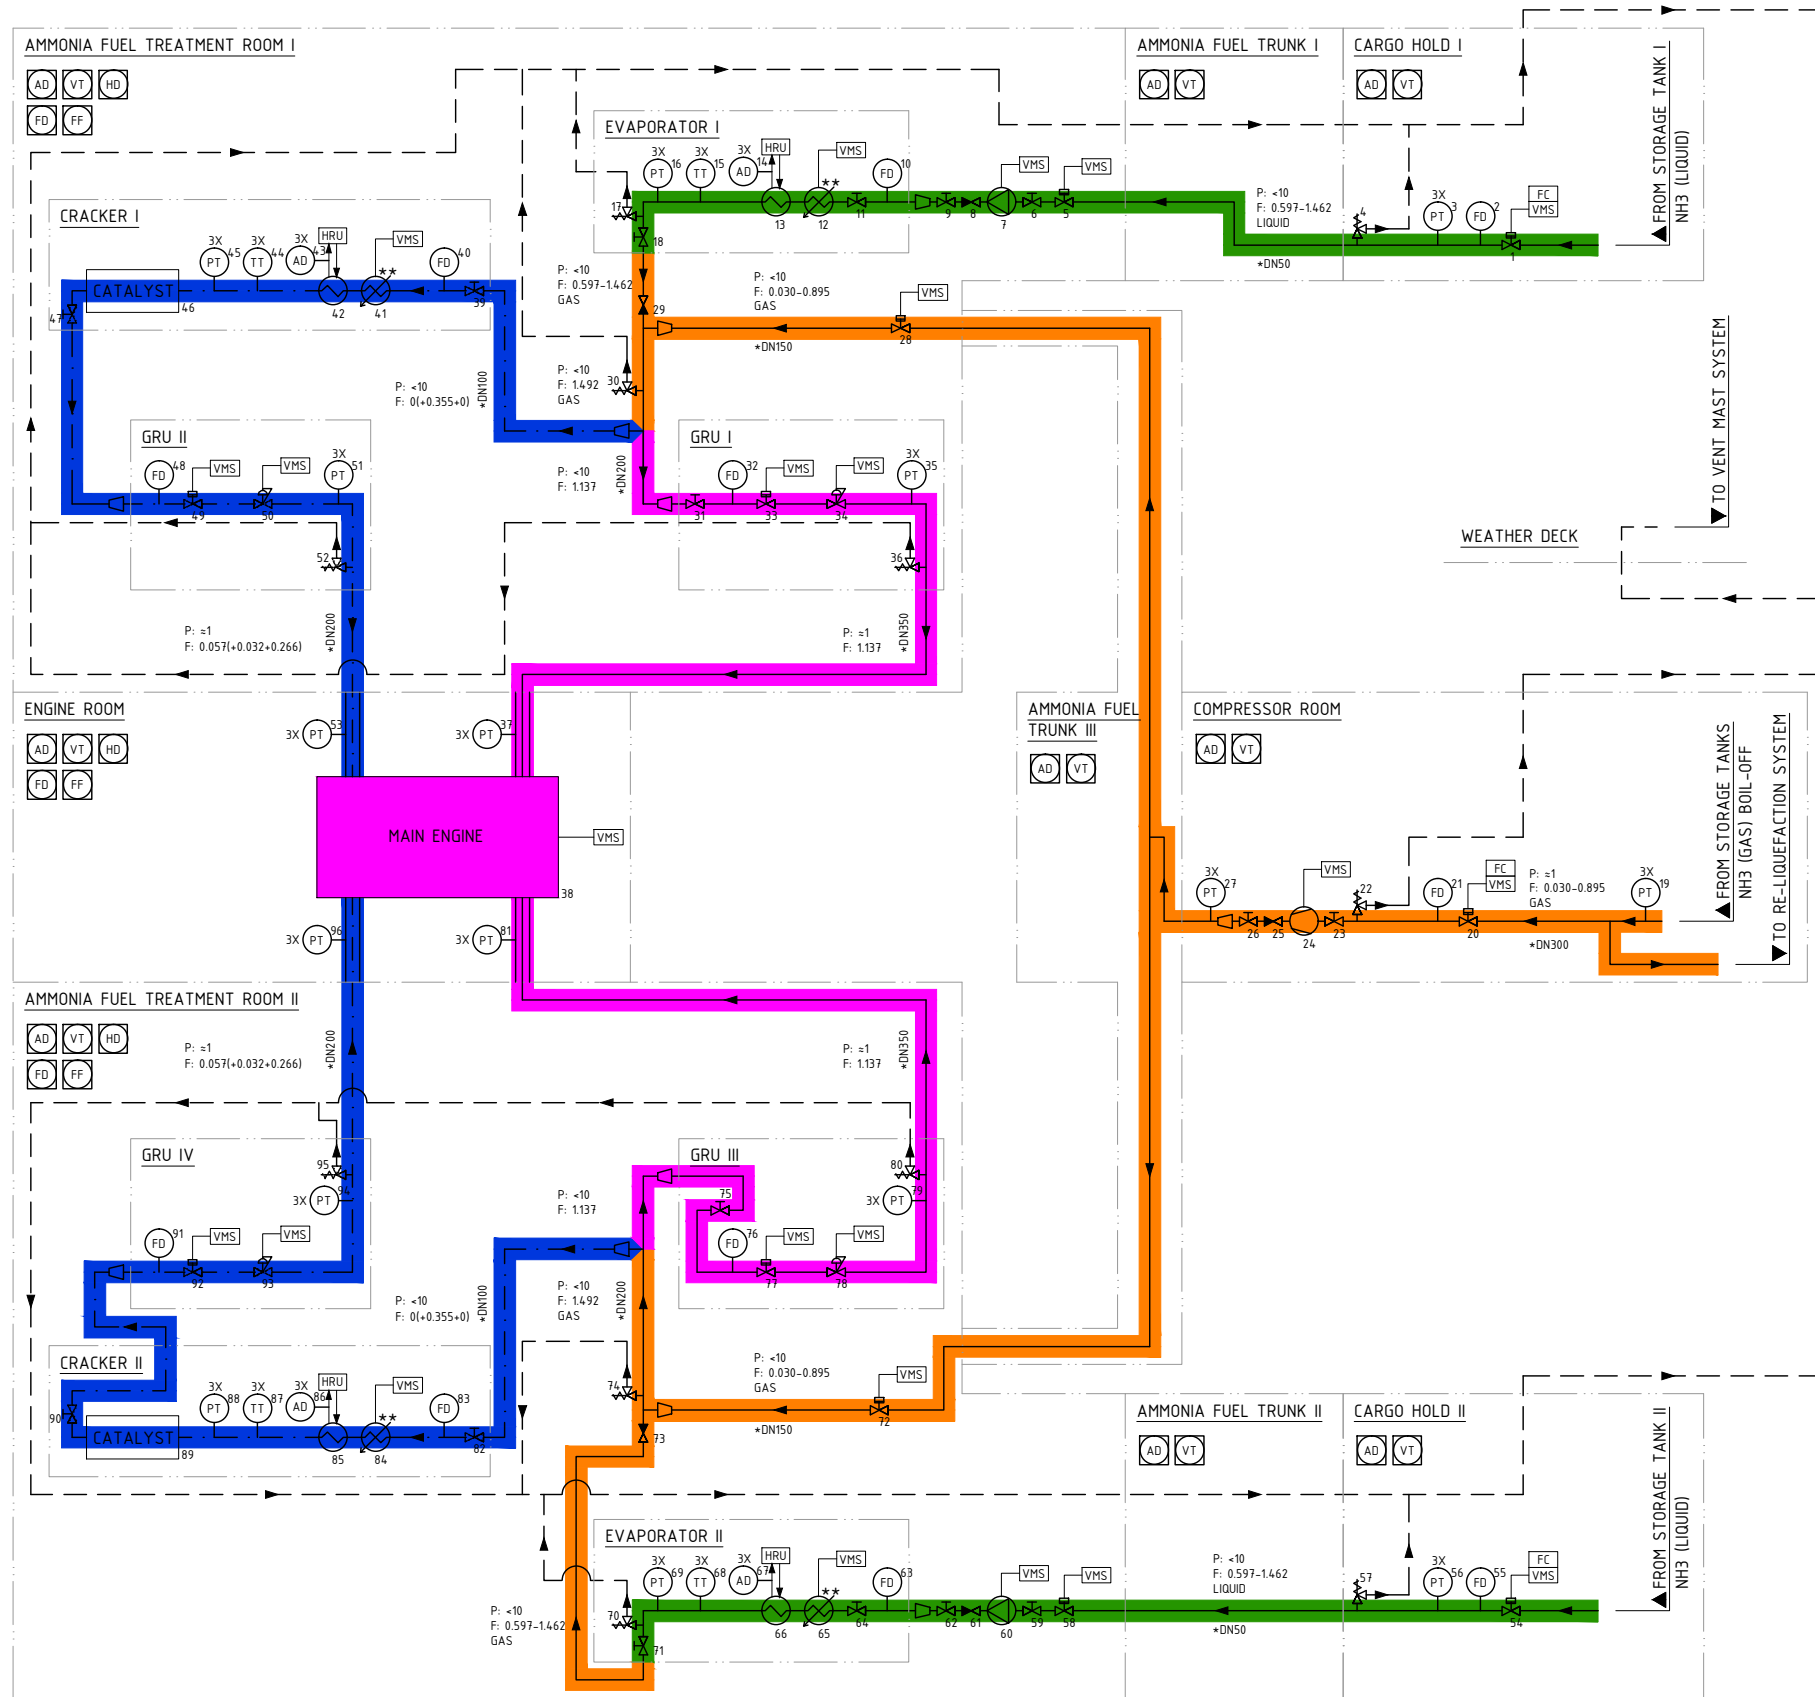 AMMONIA FUEL TREATMENT ROOM I
AD VT HD
FD FF
AMMONIA FUEL TRUNK I
AD VT
CARGO HOLD I
AD VT
FROM STORAGE TANK I
NH3 (LIQUID)
EVAPORATOR I
3X
PT 16
3X
TT 15
3X
AD 14
HRU
VMS
**
FD 10
VMS
VMS
17
18
13
12
11
9
8
7
6
5
P: <10
F: 0.597-1.462
LIQUID
*DN50
4
3X
PT 3
FD 2
FC
VMS
1
CRACKER I
3X
PT 45
3X
TT 44
3X
AD 43
HRU
VMS
**
FD 40
CATALYST
46
47
42
41
39
P: <10
F: 0.597-1.462
GAS
P: <10
F: 0.030-0.895
GAS
VMS
29
28
*DN150
P: <10
F: 0(+0.355+0)
*DN100
P: <10
F: 1.492
GAS
30
TO VENT MAST SYSTEM
WEATHER DECK
GRU II
FD 48
VMS
VMS
3X
PT 51
49
50
52
P: <10
F: 1.137
*DN200
GRU I
FD 32
VMS
VMS
3X
PT 35
31
33
34
36
P: ≈1
F: 0.057(+0.032+0.266)
*DN200
P: ≈1
F: 1.137
*DN350
ENGINE ROOM
AD VT HD
FD FF
3X PT 53
3X PT 37
MAIN ENGINE
VMS
38
3X PT 96
3X PT 81
AMMONIA FUEL
TRUNK III
AD VT
COMPRESSOR ROOM
AD VT
FROM STORAGE TANKS
NH3 (GAS) BOIL-OFF
TO RE-LIQUEFACTION SYSTEM
3X
PT 27
VMS
22
FD 21
FC
VMS
P: ≈1
F: 0.030-0.895
GAS
3X
PT 19
26
25
24
23
20
*DN300
AMMONIA FUEL TREATMENT ROOM II
AD VT HD
FD FF
P: ≈1
F: 0.057(+0.032+0.266)
*DN200
P: ≈1
F: 1.137
*DN350
GRU IV
95
3X PT 94
FD 91
VMS
VMS
92
93
P: <10
F: 1.137
GRU III
75
80
3X PT 79
FD 76
VMS
VMS
77
78
P: <10
F: 0(+0.355+0)
*DN100
P: <10
F: 1.492
GAS
*DN200
CRACKER II
3X
PT 88
3X
TT 87
3X
AD 86
HRU
VMS
**
FD 83
90
CATALYST
89
85
84
82
74
P: <10
F: 0.030-0.895
GAS
VMS
72
*DN150
73
AMMONIA FUEL TRUNK II
AD VT
CARGO HOLD II
AD VT
FROM STORAGE TANK II
NH3 (LIQUID)
EVAPORATOR II
3X
PT 69
3X
TT 68
3X
AD 67
HRU
VMS
**
FD 63
VMS
VMS
P: <10
F: 0.597-1.462
GAS
70
71
66
65
64
62
61
60
59
58
P: <10
F: 0.597-1.462
LIQUID
*DN50
57
3X
PT 56
FD 55
FC
VMS
54